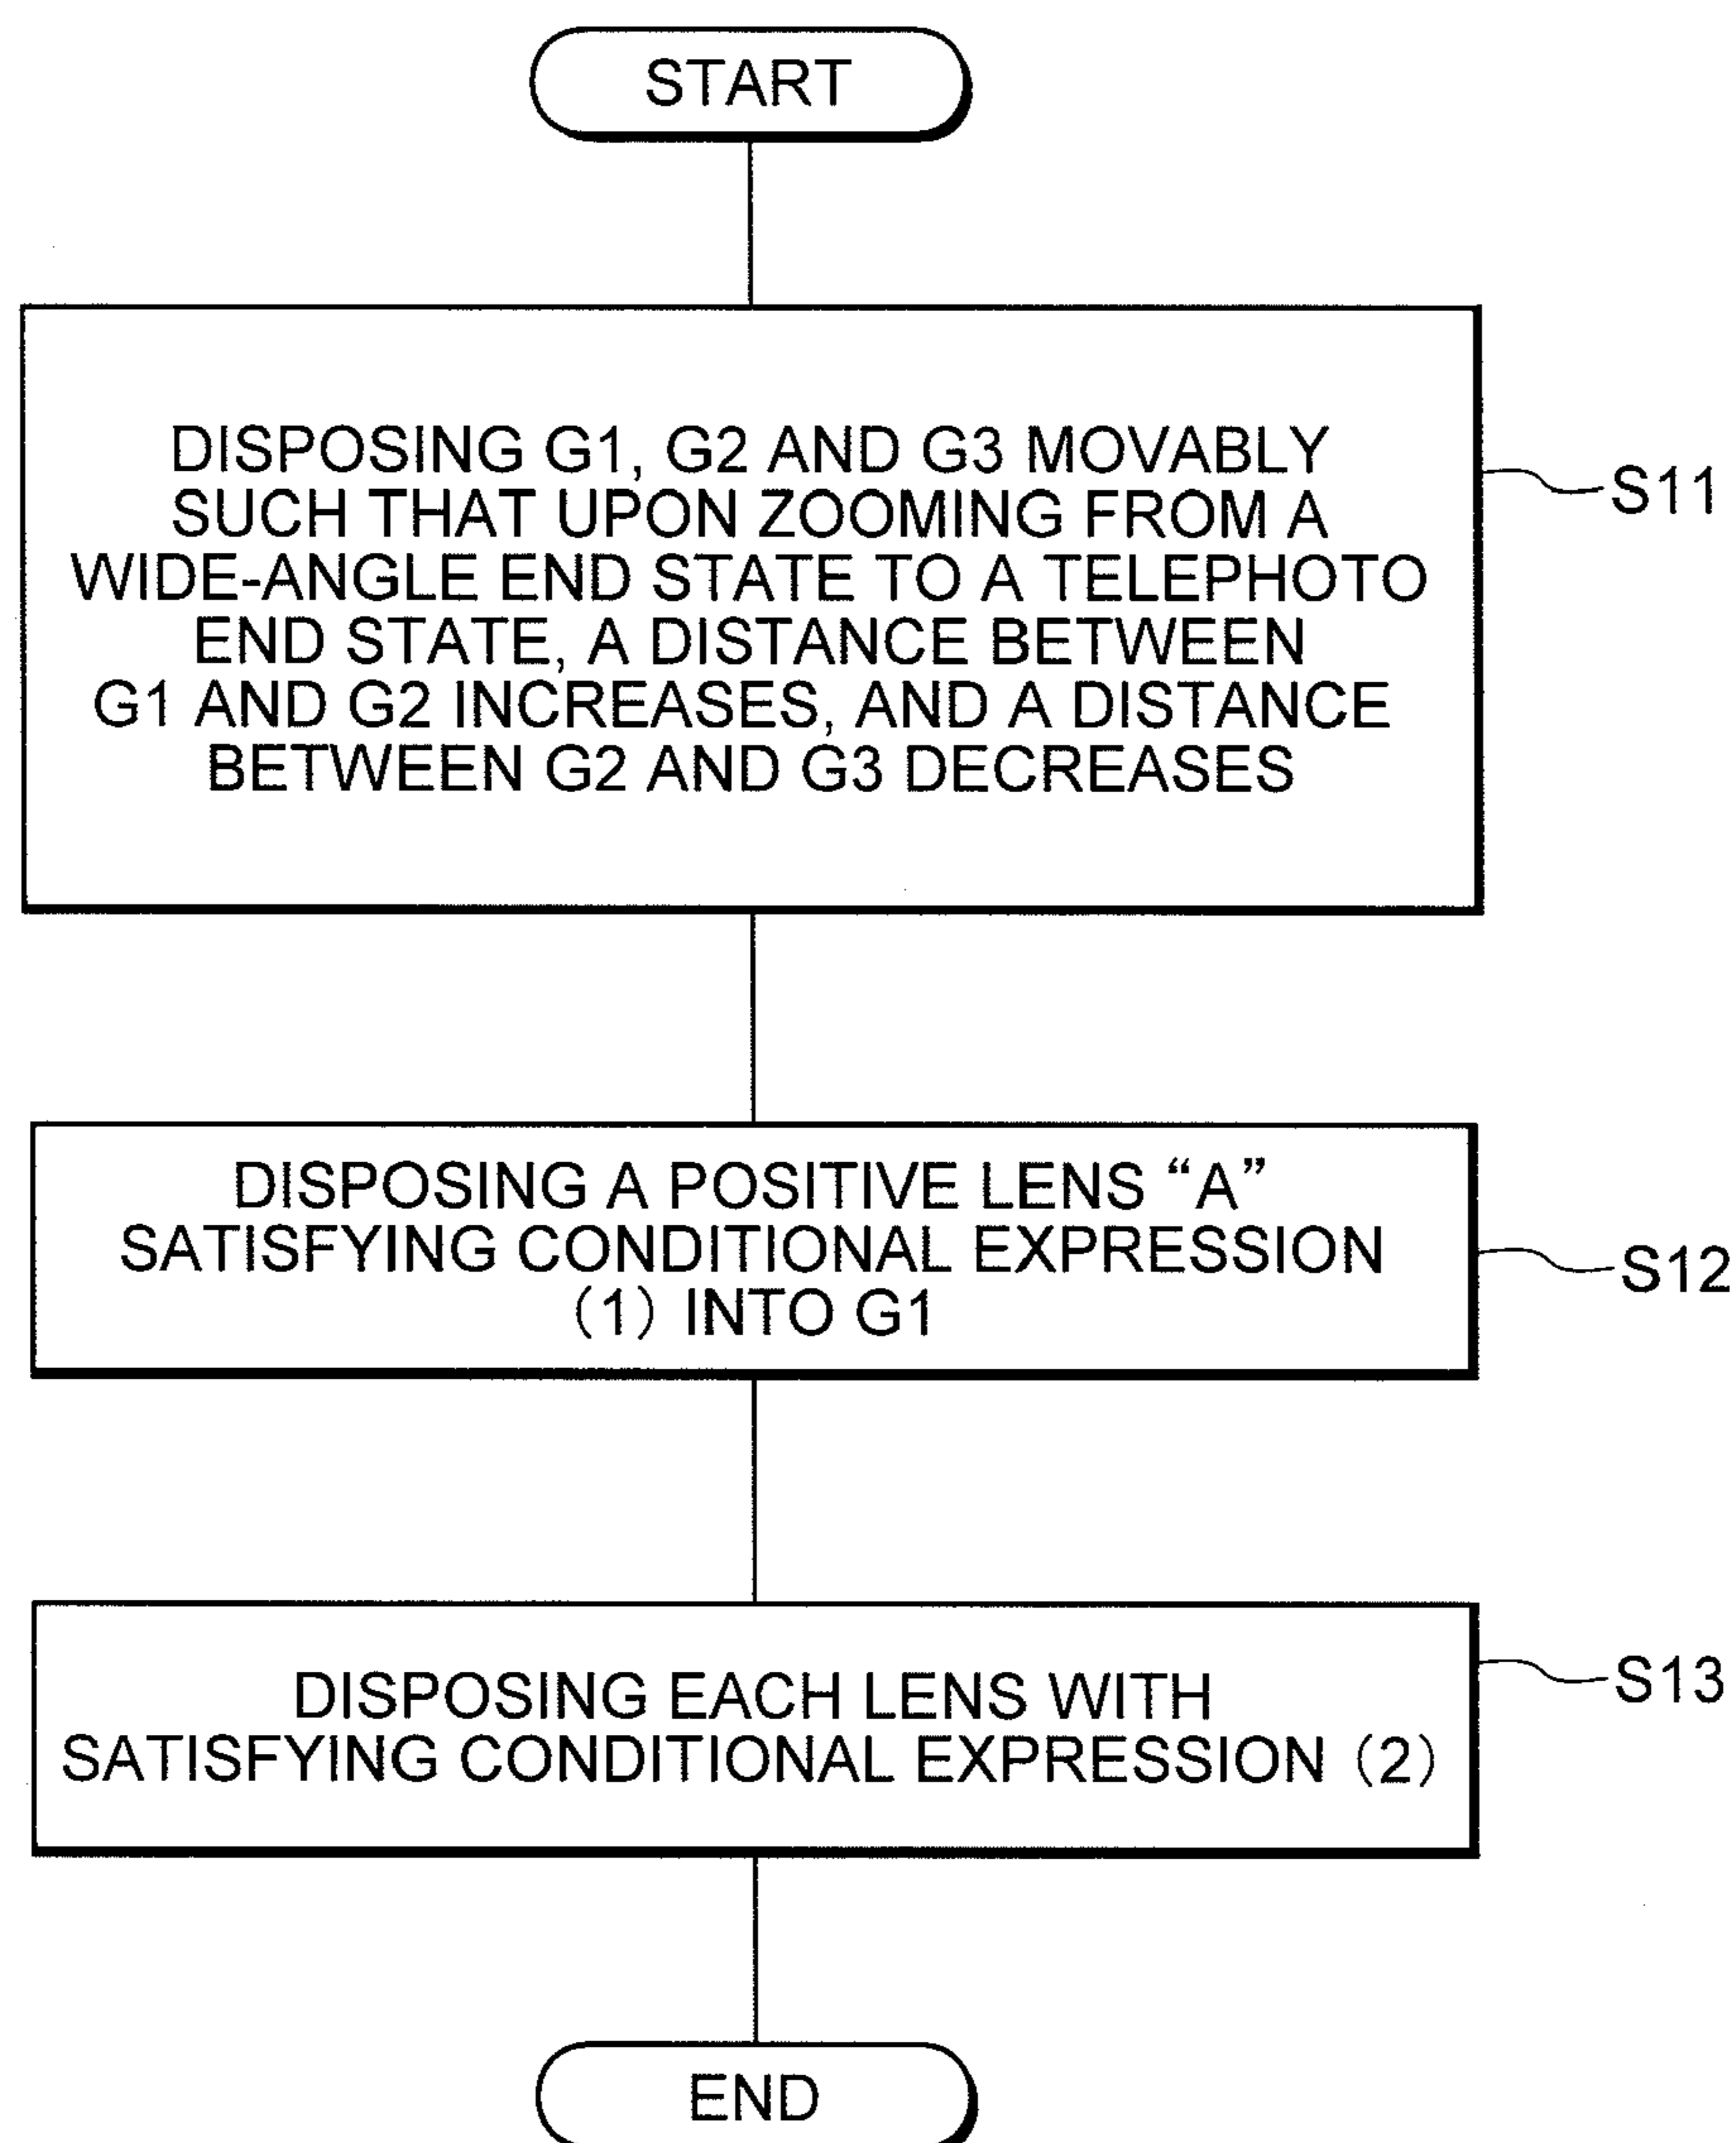 START
DISPOSING G1, G2 AND G3 MOVABLY
SUCH THAT UPON ZOOMING FROM A
WIDE-ANGLE END STATE TO A TELEPHOTO
END STATE, A DISTANCE BETWEEN
G1 AND G2 INCREASES, AND A DISTANCE
BETWEEN G2 AND G3 DECREASES
S11
DISPOSING A POSITIVE LENS “A”
SATISFYING CONDITIONAL EXPRESSION
(1) INTO G1
S12
DISPOSING EACH LENS WITH
SATISFYING CONDITIONAL EXPRESSION (2)
S13
END